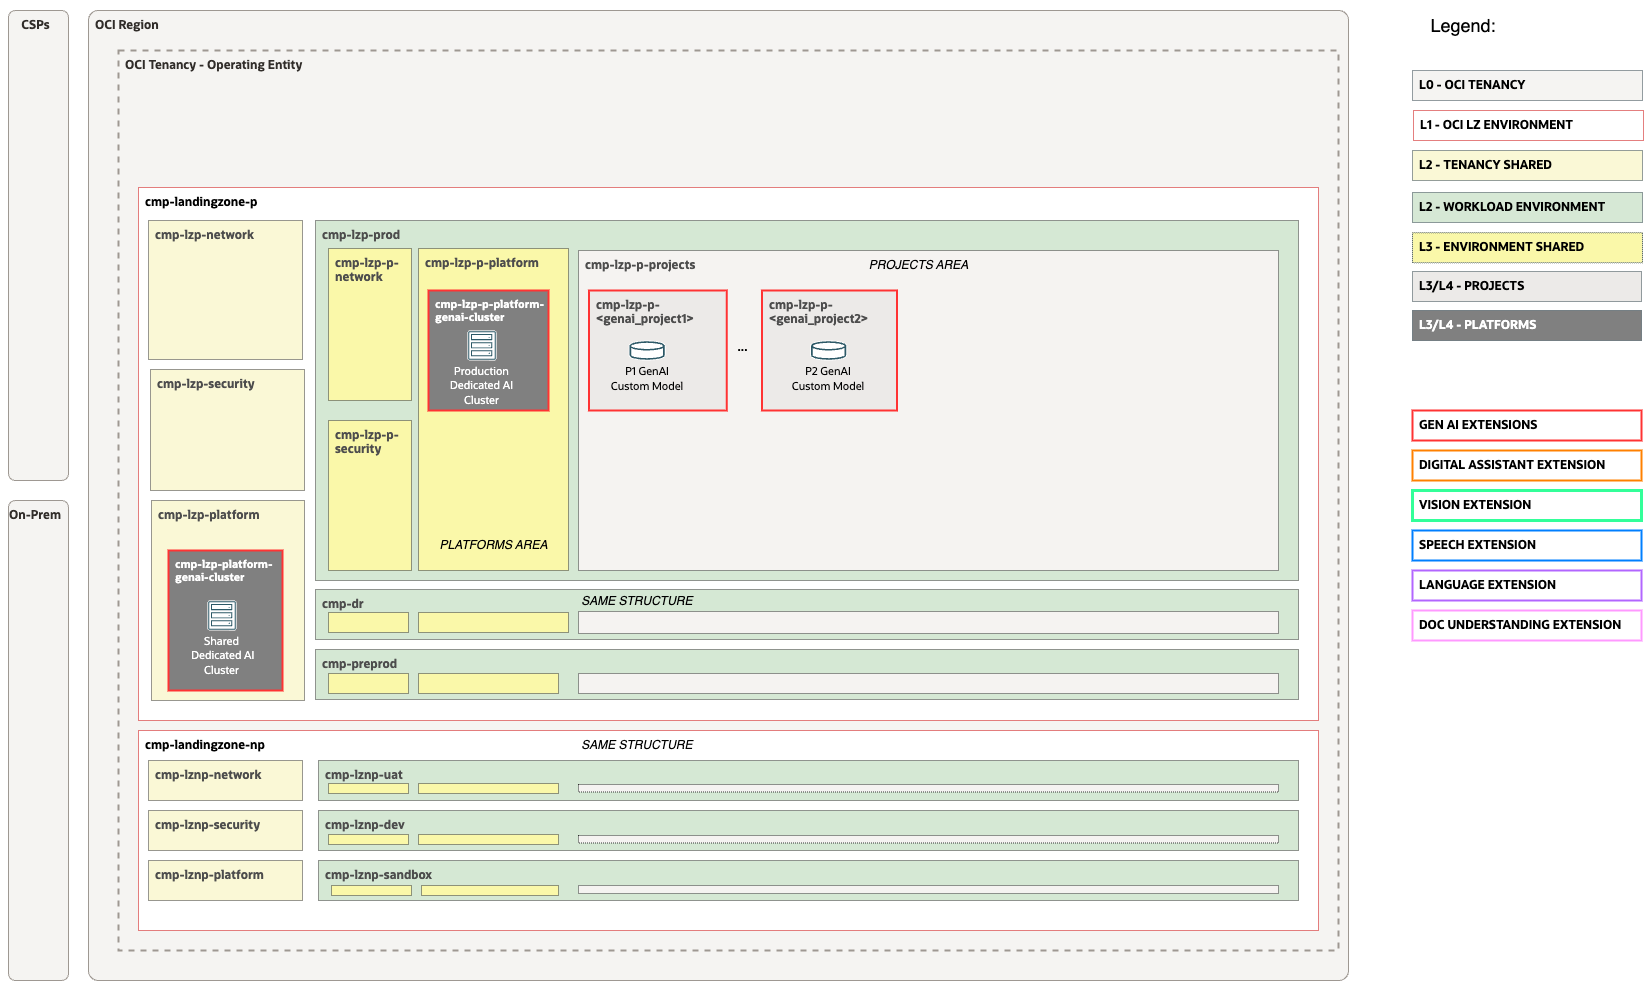 CSPs
On-Prem
OCI Region
OCI Tenancy - Operating Entity
cmp-landingzone-p
cmp-lzp-network
cmp-lzp-security
cmp-lzp-platform
cmp-lzp-platform-
genai-cluster
Shared
Dedicated AI
Cluster
cmp-lzp-prod
cmp-lzp-p-
network
cmp-lzp-p-
security
cmp-lzp-p-platform
cmp-lzp-p-platform-
genai-cluster
Production
Dedicated AI
Cluster
PLATFORMS AREA
cmp-lzp-p-projects
PROJECTS AREA
cmp-lzp-p-
<genai_project1>
P1 GenAI
Custom Model
...
cmp-lzp-p-
<genai_project2>
P2 GenAI
Custom Model
cmp-dr
SAME STRUCTURE
cmp-preprod
cmp-landingzone-np
SAME STRUCTURE
cmp-lznp-network
cmp-lznp-security
cmp-lznp-platform
cmp-lznp-uat
cmp-lznp-dev
cmp-lznp-sandbox
Legend:
L0 - OCI TENANCY
L1 - OCI LZ ENVIRONMENT
L2 - TENANCY SHARED
L2 - WORKLOAD ENVIRONMENT
L3 - ENVIRONMENT SHARED
L3/L4 - PROJECTS
L3/L4 - PLATFORMS
GEN AI EXTENSIONS
DIGITAL ASSISTANT EXTENSION
VISION EXTENSION
SPEECH EXTENSION
LANGUAGE EXTENSION
DOC UNDERSTANDING EXTENSION